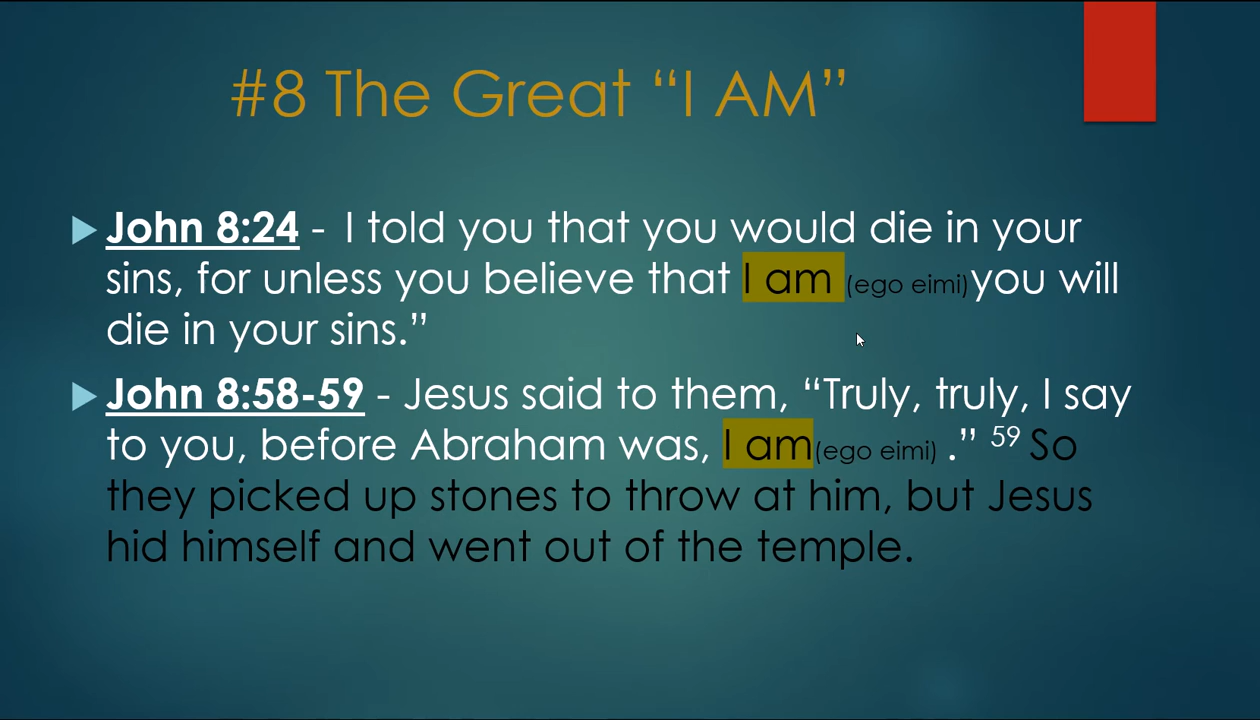 #8 The Great “I AM”
John 8:24 - I told you that you would die in your
sins, for unless you believe that I am (ego eimi)you will
die in your sins.”
John 8:58-59 - Jesus said to them, “Truly, truly, I say
to you, before Abraham was, I am(ego eimi) .” 59 So
they picked up stones to throw at him, but Jesus
hid himself and went out of the temple.